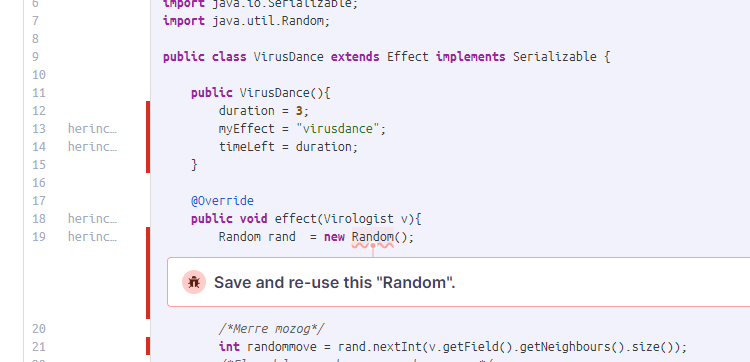 6 import java.io.Serializable;
7 import java.util.Random;
8
9 public class VirusDance extends Effect implements Serializable {
10
11 public VirusDance(){
12 duration = 3;
13 herinc… myEffect = "virusdance";
14 herinc… timeLeft = duration;
15 }
16
17 @Override
18 herinc… public void effect(Virologist v){
19 herinc… Random rand  = new Random();
Save and re-use this "Random".
20 /*Merre mozog*/
21 int randommove = rand.nextInt(v.getField().getNeighbours().size());